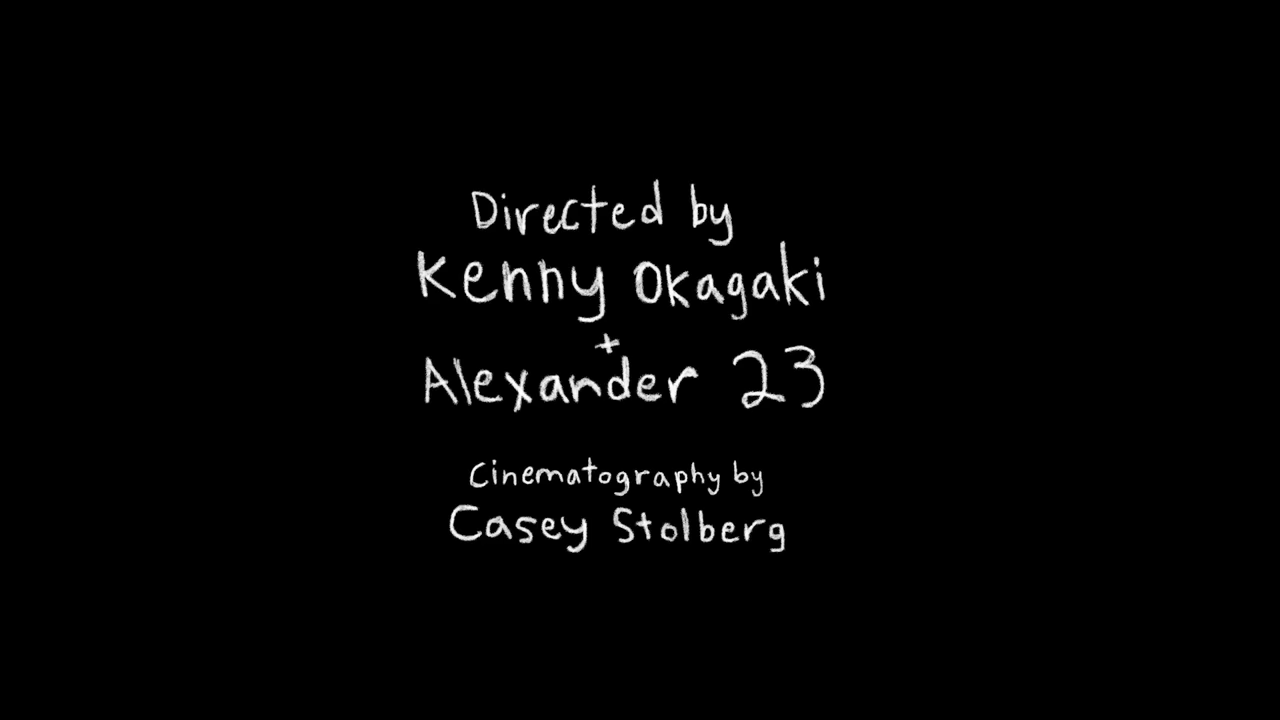 Directed by
Kenny Okagaki
+
Alexander 23
Cinematography by
Casey Stolberg